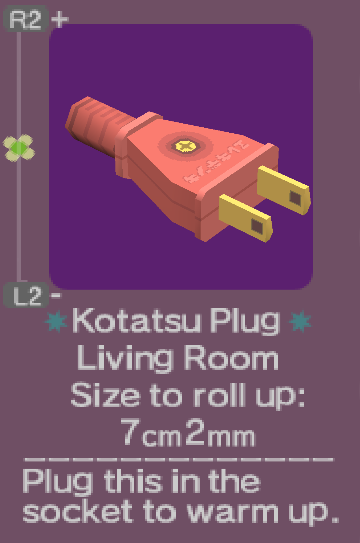 R2 +
L2 -
Kotatsu Plug
Living Room
Size to roll up:
7cm2mm
Plug this in the
socket to warm up.